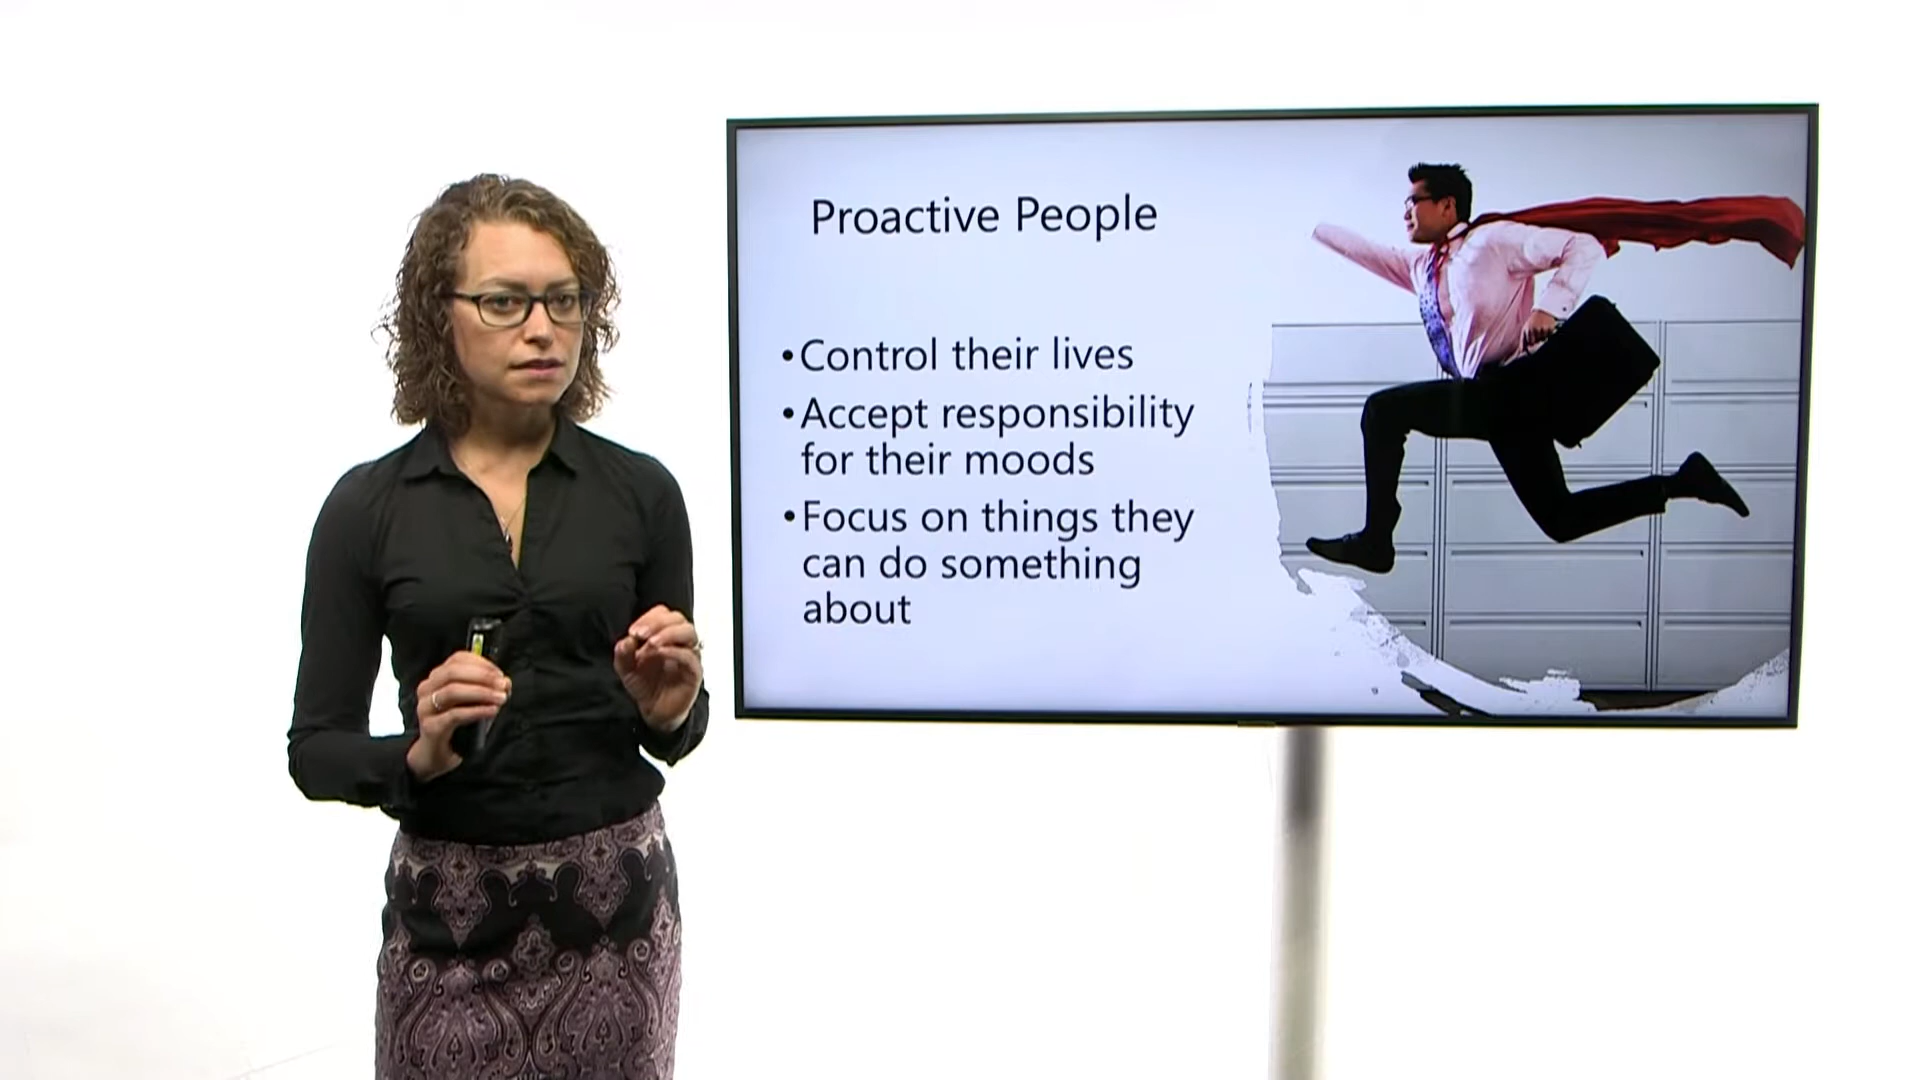 Proactive People
•Control their lives
•Accept responsibility
for their moods
•Focus on things they
can do something
about